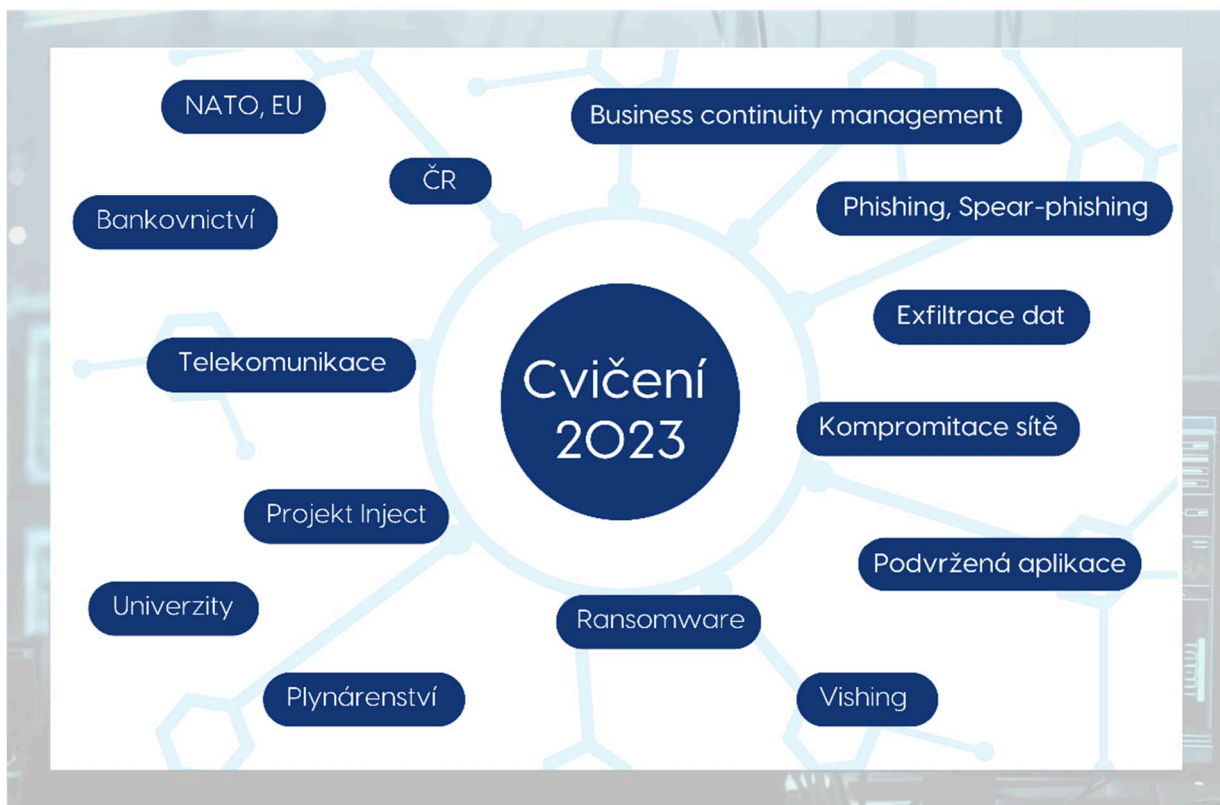 NATO, EU
Business continuity management
ČR
Phishing, Spear-phishing
Bankovnictví
Exfiltrace dat
Telekomunikace
Cvičení
2023
Kompromitace sítě
Projekt Inject
Podvržená aplikace
Univerzity
Ransomware
Plynárenství
Vishing